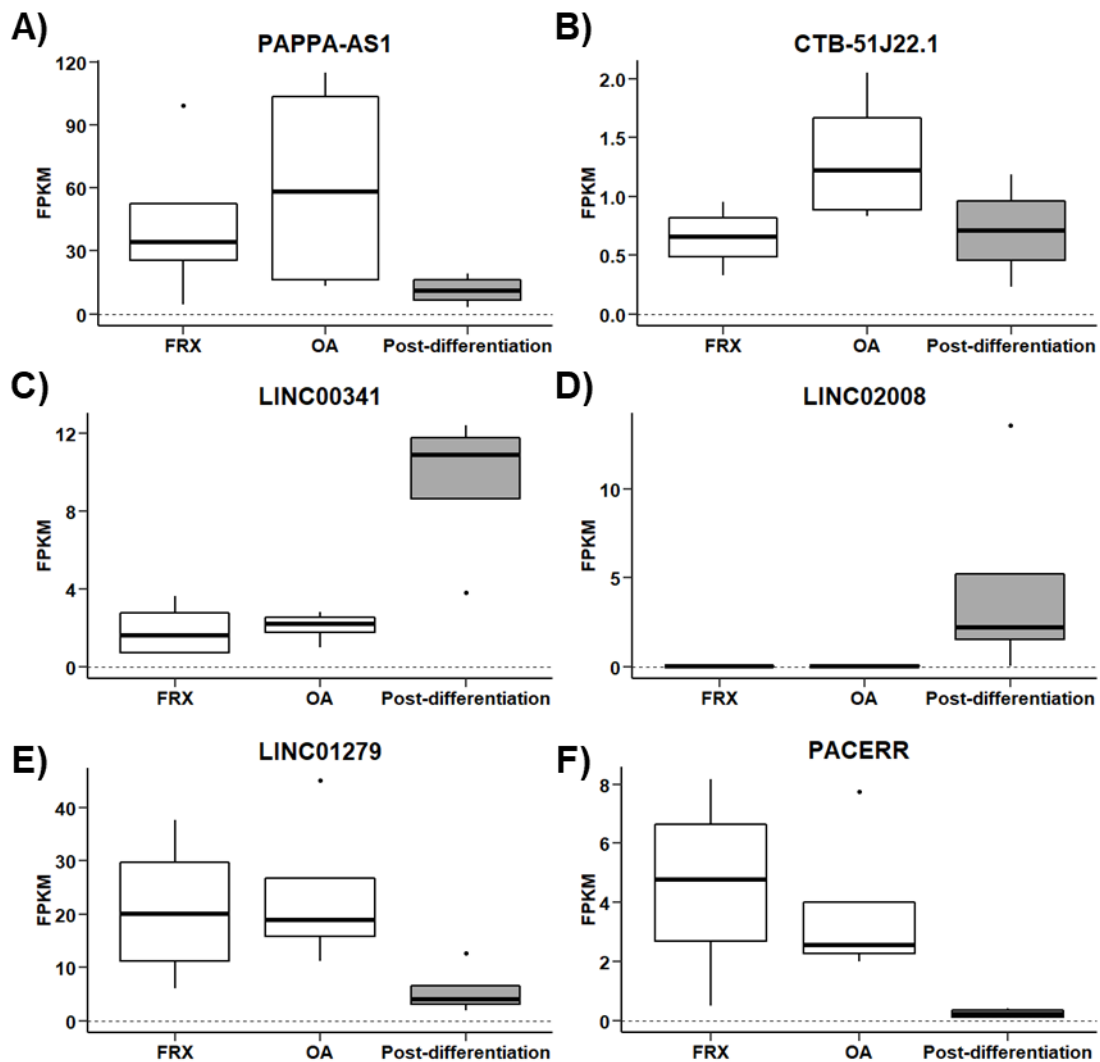 A)
PAPPA-AS1
120
90
60
30
0
FPKM
FRX OA Post-differentiation
B)
CTB-51J22.1
2.0
1.5
1.0
0.5
0.0
FPKM
FRX OA Post-differentiation
C)
LINC00341
12
8
4
0
FPKM
FRX OA Post-differentiation
D)
LINC02008
10
5
0
FPKM
FRX OA Post-differentiation
E)
LINC01279
40
30
20
10
0
FPKM
FRX OA Post-differentiation
F)
PACERR
8
6
4
2
0
FPKM
FRX OA Post-differentiation